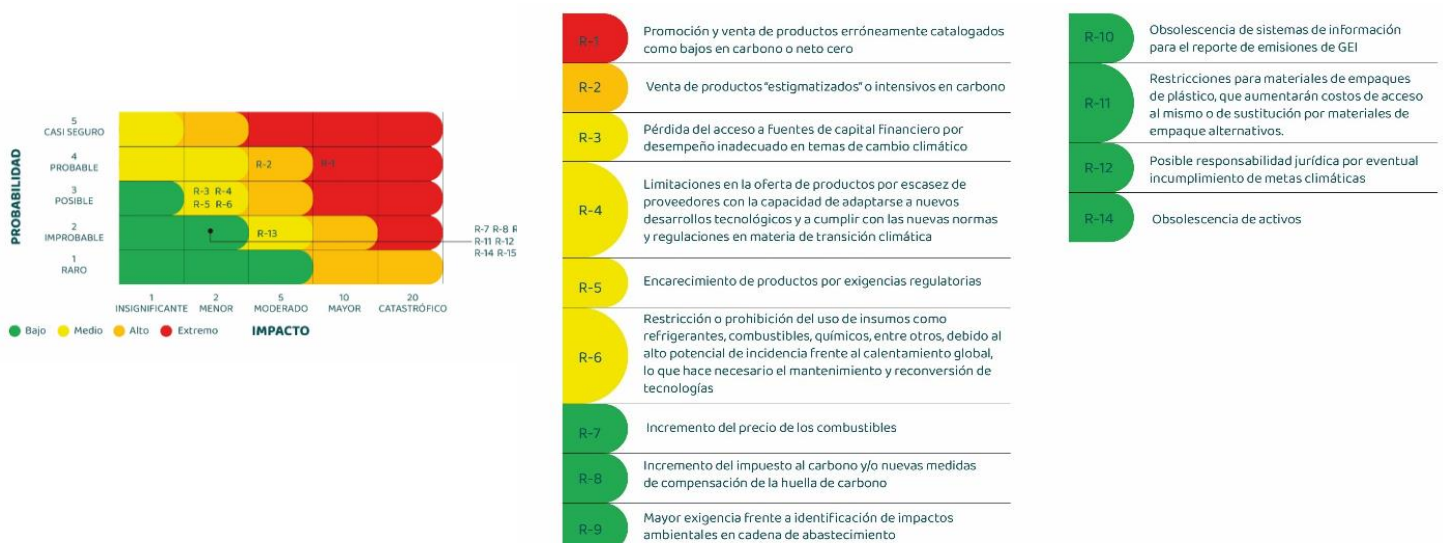 PROBABILIDAD
5
CASI SEGURO
4
PROBABLE
3
POSIBLE
2
IMPROBABLE
1
RARO
R-2
R-1
R-3 R-4
R-5 R-6
R-13
R-7 R-8
R-11 R-12
R-14 R-15
1
INSIGNIFICANTE
2
MENOR
5
MODERADO
10
MAYOR
20
CATASTRÓFICO
Bajo
Medio
Alto
Extremo
IMPACTO
R-1
Promoción y venta de productos erróneamente catalogados
como bajos en carbono o neto cero
R-2
Venta de productos "estigmatizados" o intensivos en carbono
R-3
Pérdida del acceso a fuentes de capital financiero por
desempeño inadecuado en temas de cambio climático
R-4
Limitaciones en la oferta de productos por escasez de
proveedores con la capacidad de adaptarse a nuevos
desarrollos tecnológicos y a cumplir con las nuevas normas
y regulaciones en materia de transición climática
R-5
Encarecimiento de productos por exigencias regulatorias
R-6
Restricción o prohibición del uso de insumos como
refrigerantes, combustibles, químicos, entre otros, debido al
alto potencial de incidencia frente al calentamiento global,
lo que hace necesario el mantenimiento y reconversión de
tecnologías
R-7
Incremento del precio de los combustibles
R-8
Incremento del impuesto al carbono y/o nuevas medidas
de compensación de la huella de carbono
R-9
Mayor exigencia frente a identificación de impactos
ambientales en cadena de abastecimiento
R-10
Obsolescencia de sistemas de información
para el reporte de emisiones de GEI
R-11
Restricciones para materiales de empaques
de plástico, que aumentarán costos de acceso
al mismo o de sustitución por materiales de
empaque alternativos.
R-12
Posible responsabilidad jurídica por eventual
incumplimiento de metas climáticas
R-14
Obsolescencia de activos